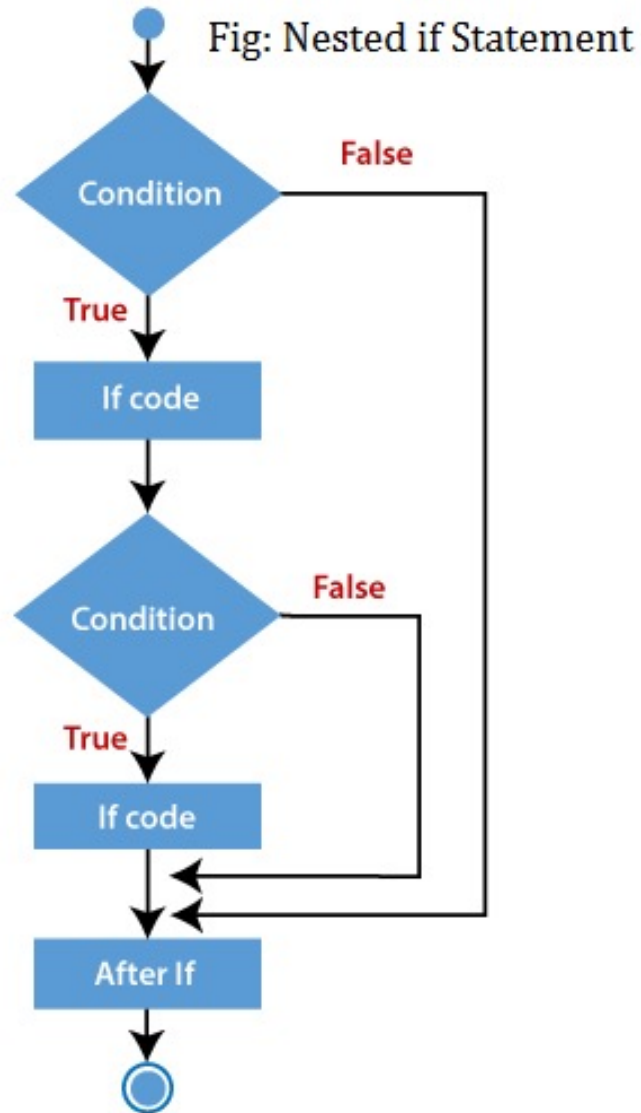 Fig: Nested if Statement
Condition
False
True
If code
Condition
False
True
If code
After If